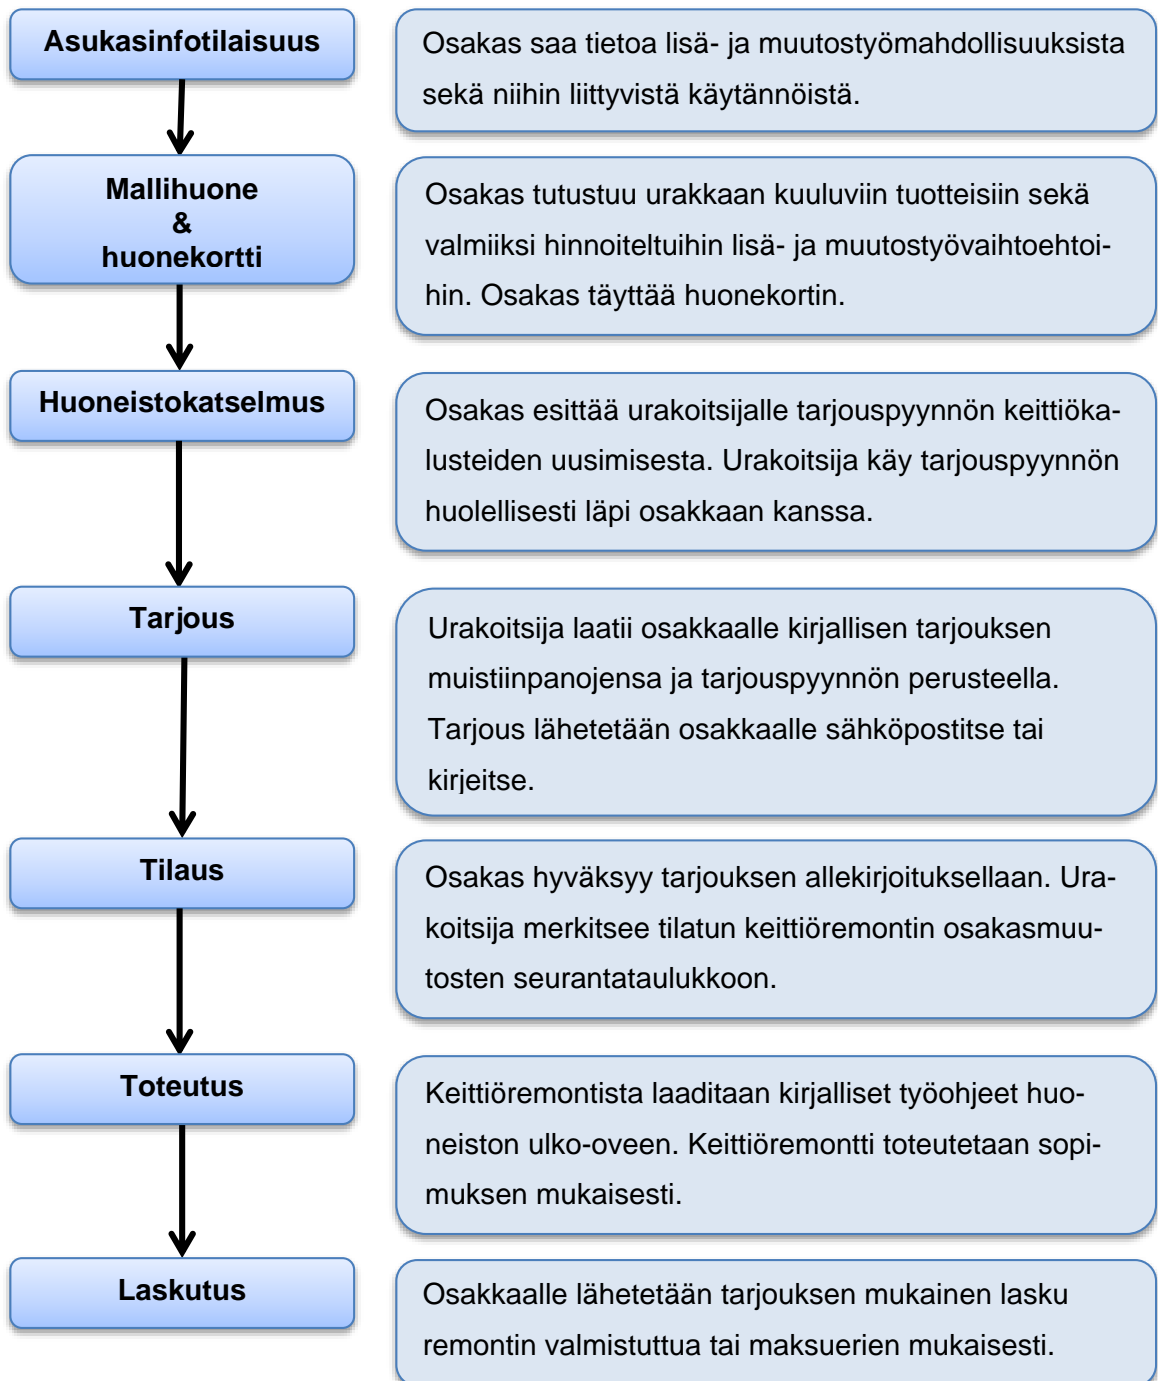 Asukasinfotilaisuus
Osakas saa tietoa lisä- ja muutostyömahdollisuuksista
sekä niihin liittyvistä käytännöistä.
Mallihuone
&
huonekortti
Osakas tutustuu urakkaan kuuluviin tuotteisiin sekä
valmiiksi hinnoiteltuihin lisä- ja muutostyövaihtoehtoi-
hin. Osakas täyttää huonekortin.
Huoneistokatselmus
Osakas esittää urakoitsijalle tarjouspyynnön keittiöka-
lusteiden uusimisesta. Urakoitsija käy tarjouspyynnön
huolellisesti läpi osakkaan kanssa.
Tarjous
Urakoitsija laatii osakkaalle kirjallisen tarjouksen
muistiinpanojensa ja tarjouspyynnön perusteella.
Tarjous lähetetään osakkaalle sähköpostitse tai
kirjeitse.
Tilaus
Osakas hyväksyy tarjouksen allekirjoituksellaan. Ura-
koitsija merkitsee tilatun keittiöremontin osakasmuu-
tosten seurantataulukkoon.
Toteutus
Keittiöremontista laaditaan kirjalliset työohjeet huo-
neiston ulko-oveen. Keittiöremontti toteutetaan sopi-
muksen mukaisesti.
Laskutus
Osakkaalle lähetetään tarjouksen mukainen lasku
remontin valmistuttua tai maksuerien mukaisesti.